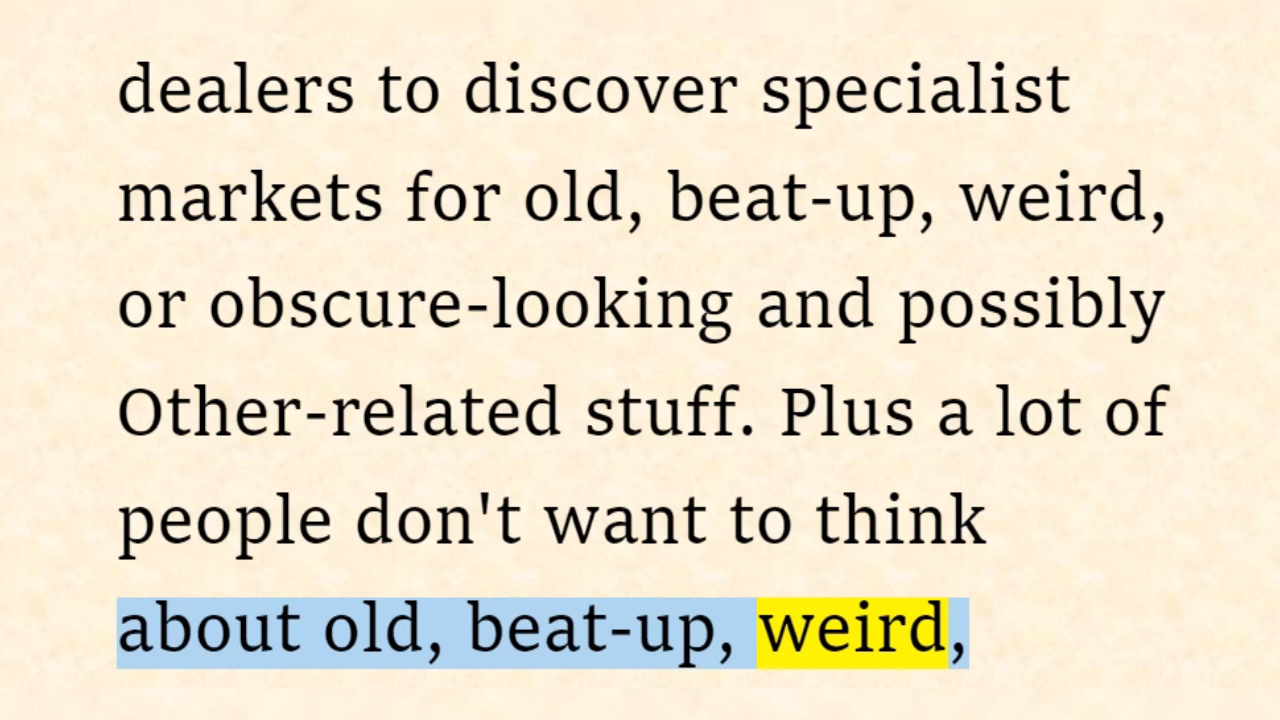 dealers to discover specialist
markets for old, beat-up, weird,
or obscure-looking and possibly
Other-related stuff. Plus a lot of
people don't want to think
about old, beat-up, weird,